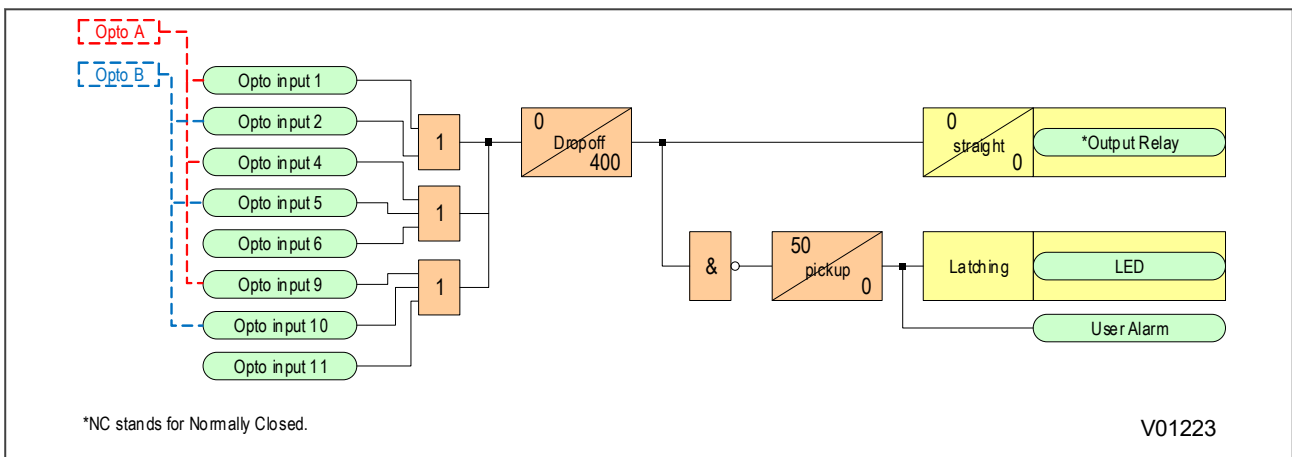 Opto A
Opto B
Opto input 1
Opto input 2
Opto input 4
Opto input 5
Opto input 6
Opto input 9
Opto input 10
Opto input 11
1
1
1
0
Dropoff
400
0
straight
0
*Output Relay
&
50
pickup
0
Latching
LED
User Alarm
*NC stands for Normally Closed.
V01223